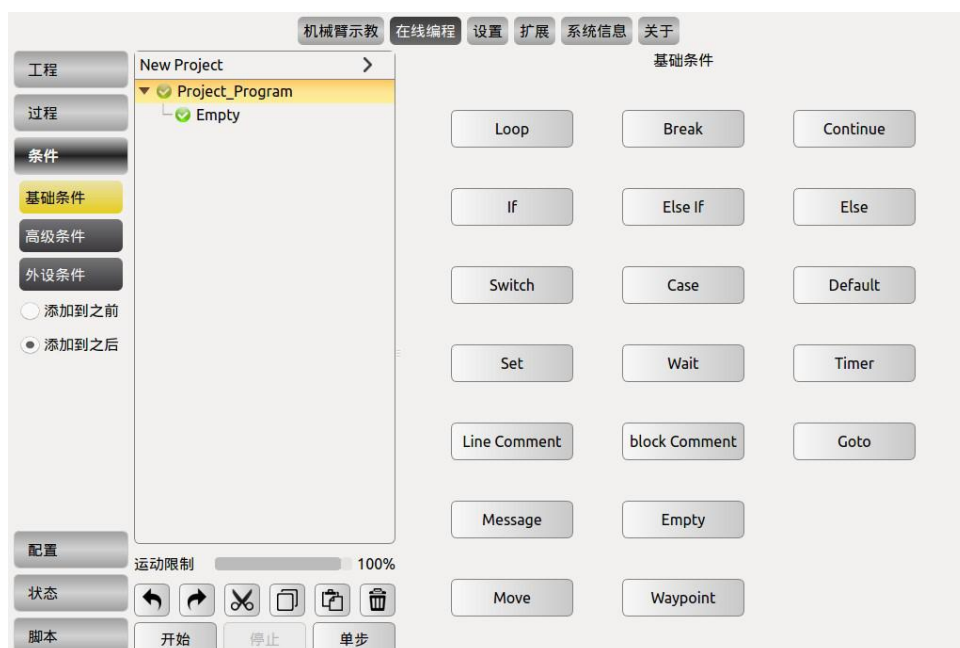 机械臂示教 在线编程 设置 扩展 系统信息 关于
工程
过程
条件
基础条件
高级条件
外设条件
添加到之前
添加到之后
配置
状态
脚本
New Project >
Project_Program
Empty
运动限制 100%
开始 停止 单步
基础条件
Loop Break Continue
If Else If Else
Switch Case Default
Set Wait Timer
Line Comment block Comment Goto
Message Empty
Move Waypoint